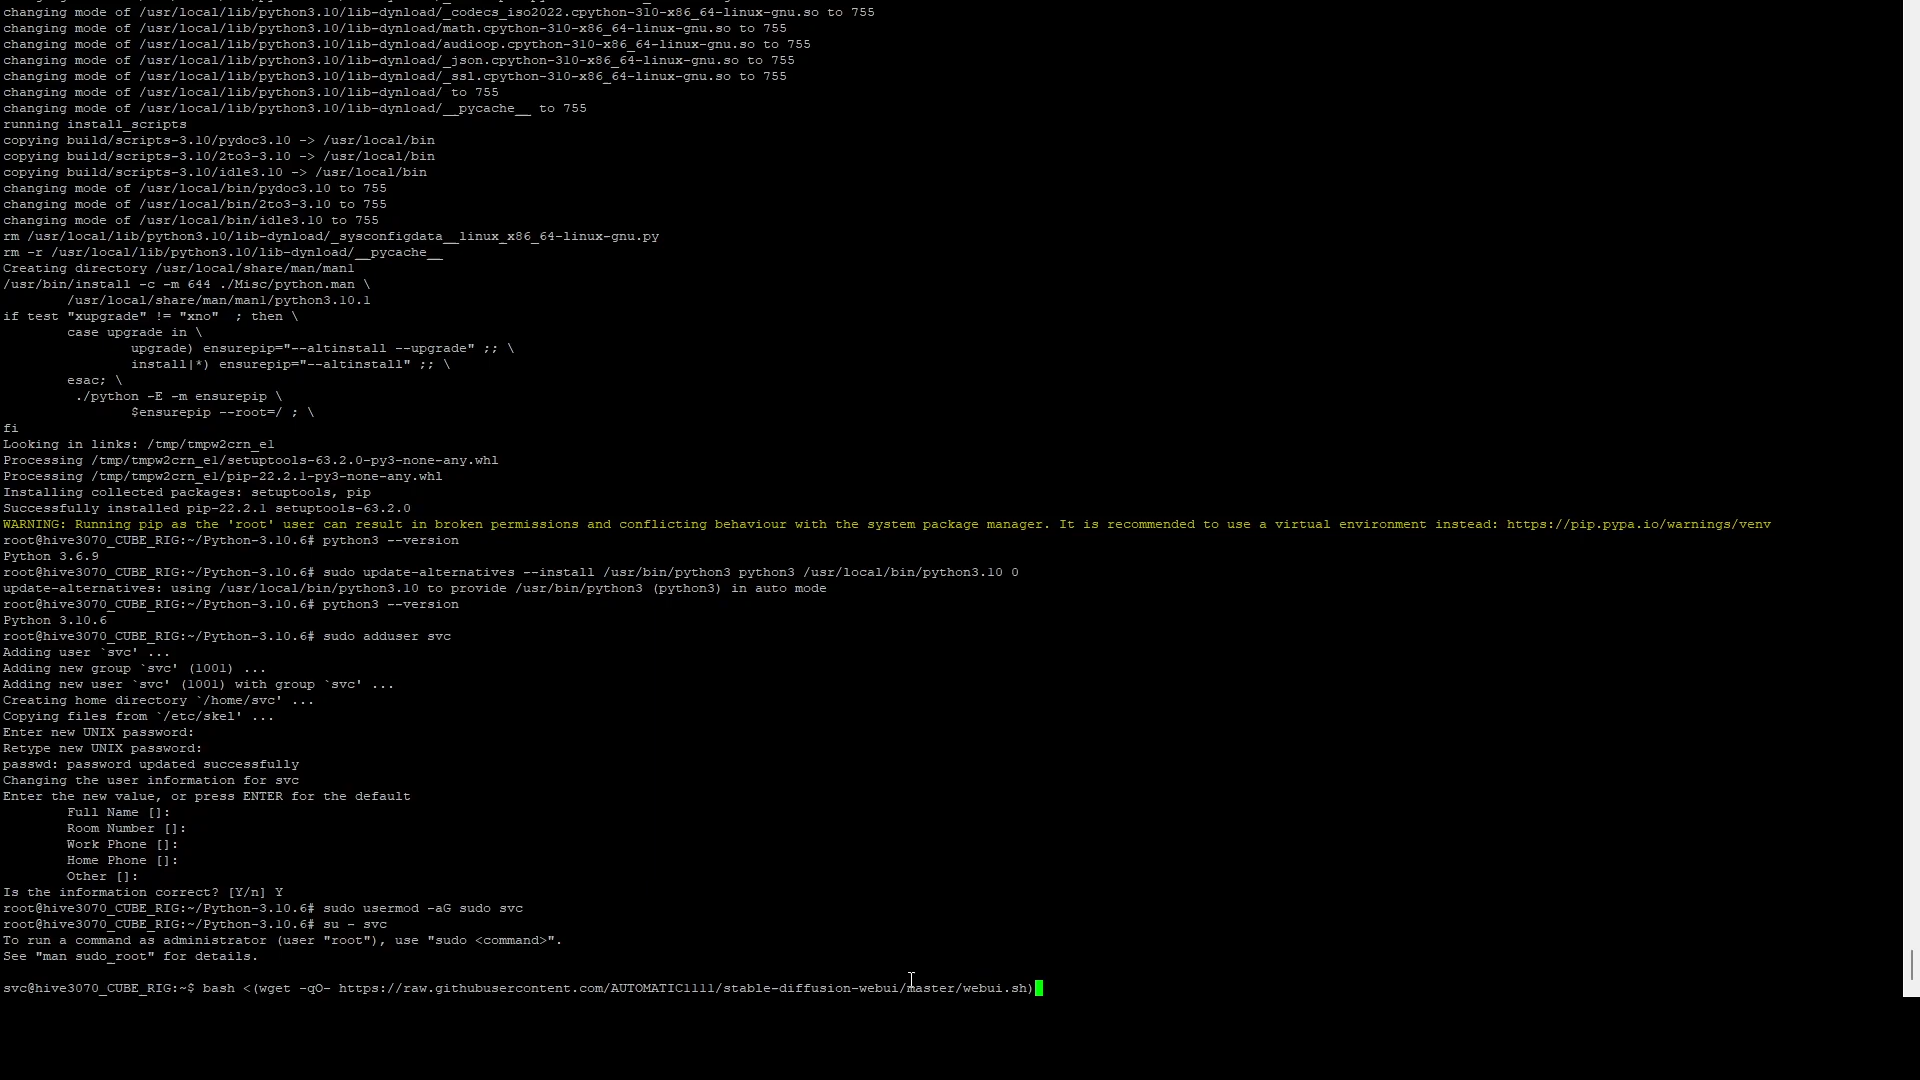 changing mode of /usr/local/lib/python3.10/lib-dynload/_codecs_iso2022.cpython-310-x86_64-linux-gnu.so to 755
changing mode of /usr/local/lib/python3.10/lib-dynload/math.cpython-310-x86_64-linux-gnu.so to 755
changing mode of /usr/local/lib/python3.10/lib-dynload/audioop.cpython-310-x86_64-linux-gnu.so to 755
changing mode of /usr/local/lib/python3.10/lib-dynload/_json.cpython-310-x86_64-linux-gnu.so to 755
changing mode of /usr/local/lib/python3.10/lib-dynload/_ssl.cpython-310-x86_64-linux-gnu.so to 755
changing mode of /usr/local/lib/python3.10/lib-dynload/ to 755
changing mode of /usr/local/lib/python3.10/lib-dynload/__pycache__ to 755
running install_scripts
copying build/scripts-3.10/pydoc3.10 -> /usr/local/bin
copying build/scripts-3.10/2to3-3.10 -> /usr/local/bin
copying build/scripts-3.10/idle3.10 -> /usr/local/bin
changing mode of /usr/local/bin/pydoc3.10 to 755
changing mode of /usr/local/bin/2to3-3.10 to 755
changing mode of /usr/local/bin/idle3.10 to 755
rm /usr/local/lib/python3.10/lib-dynload/_sysconfigdata__linux_x86_64-linux-gnu.py
rm -r /usr/local/lib/python3.10/lib-dynload/__pycache__
Creating directory /usr/local/share/man/man1
/usr/bin/install -c -m 644 ./Misc/python.man \
        /usr/local/share/man/man1/python3.10.1
if test "xupgrade" != "xno"  ; then \
        case upgrade in \
                upgrade) ensurepip="--altinstall --upgrade" ;; \
                install|*) ensurepip="--altinstall" ;; \
        esac; \
         ./python -E -m ensurepip \
                $ensurepip --root=/ ; \
fi
Looking in links: /tmp/tmpw2crn_e1
Processing /tmp/tmpw2crn_e1/setuptools-63.2.0-py3-none-any.whl
Processing /tmp/tmpw2crn_e1/pip-22.2.1-py3-none-any.whl
Installing collected packages: setuptools, pip
Successfully installed pip-22.2.1 setuptools-63.2.0
WARNING: Running pip as the 'root' user can result in broken permissions and conflicting behaviour with the system package manager. It is recommended to use a virtual environment instead: https://pip.pypa.io/warnings/venv
root@hive3070_CUBE_RIG:~/Python-3.10.6# python3 --version
Python 3.6.9
root@hive3070_CUBE_RIG:~/Python-3.10.6# sudo update-alternatives --install /usr/bin/python3 python3 /usr/local/bin/python3.10 0
update-alternatives: using /usr/local/bin/python3.10 to provide /usr/bin/python3 (python3) in auto mode
root@hive3070_CUBE_RIG:~/Python-3.10.6# python3 --version
Python 3.10.6
root@hive3070_CUBE_RIG:~/Python-3.10.6# sudo adduser svc
Adding user `svc' ...
Adding new group `svc' (1001) ...
Adding new user `svc' (1001) with group `svc' ...
Creating home directory `/home/svc' ...
Copying files from `/etc/skel' ...
Enter new UNIX password:
Retype new UNIX password:
passwd: password updated successfully
Changing the user information for svc
Enter the new value, or press ENTER for the default
        Full Name []:
        Room Number []:
        Work Phone []:
        Home Phone []:
        Other []:
Is the information correct? [Y/n] Y
root@hive3070_CUBE_RIG:~/Python-3.10.6# sudo usermod -aG sudo svc
root@hive3070_CUBE_RIG:~/Python-3.10.6# su - svc
To run a command as administrator (user "root"), use "sudo <command>".
See "man sudo_root" for details.
svc@hive3070_CUBE_RIG:~$ bash <(wget -qO- https://raw.githubusercontent.com/AUTOMATIC1111/stable-diffusion-webui/master/webui.sh)